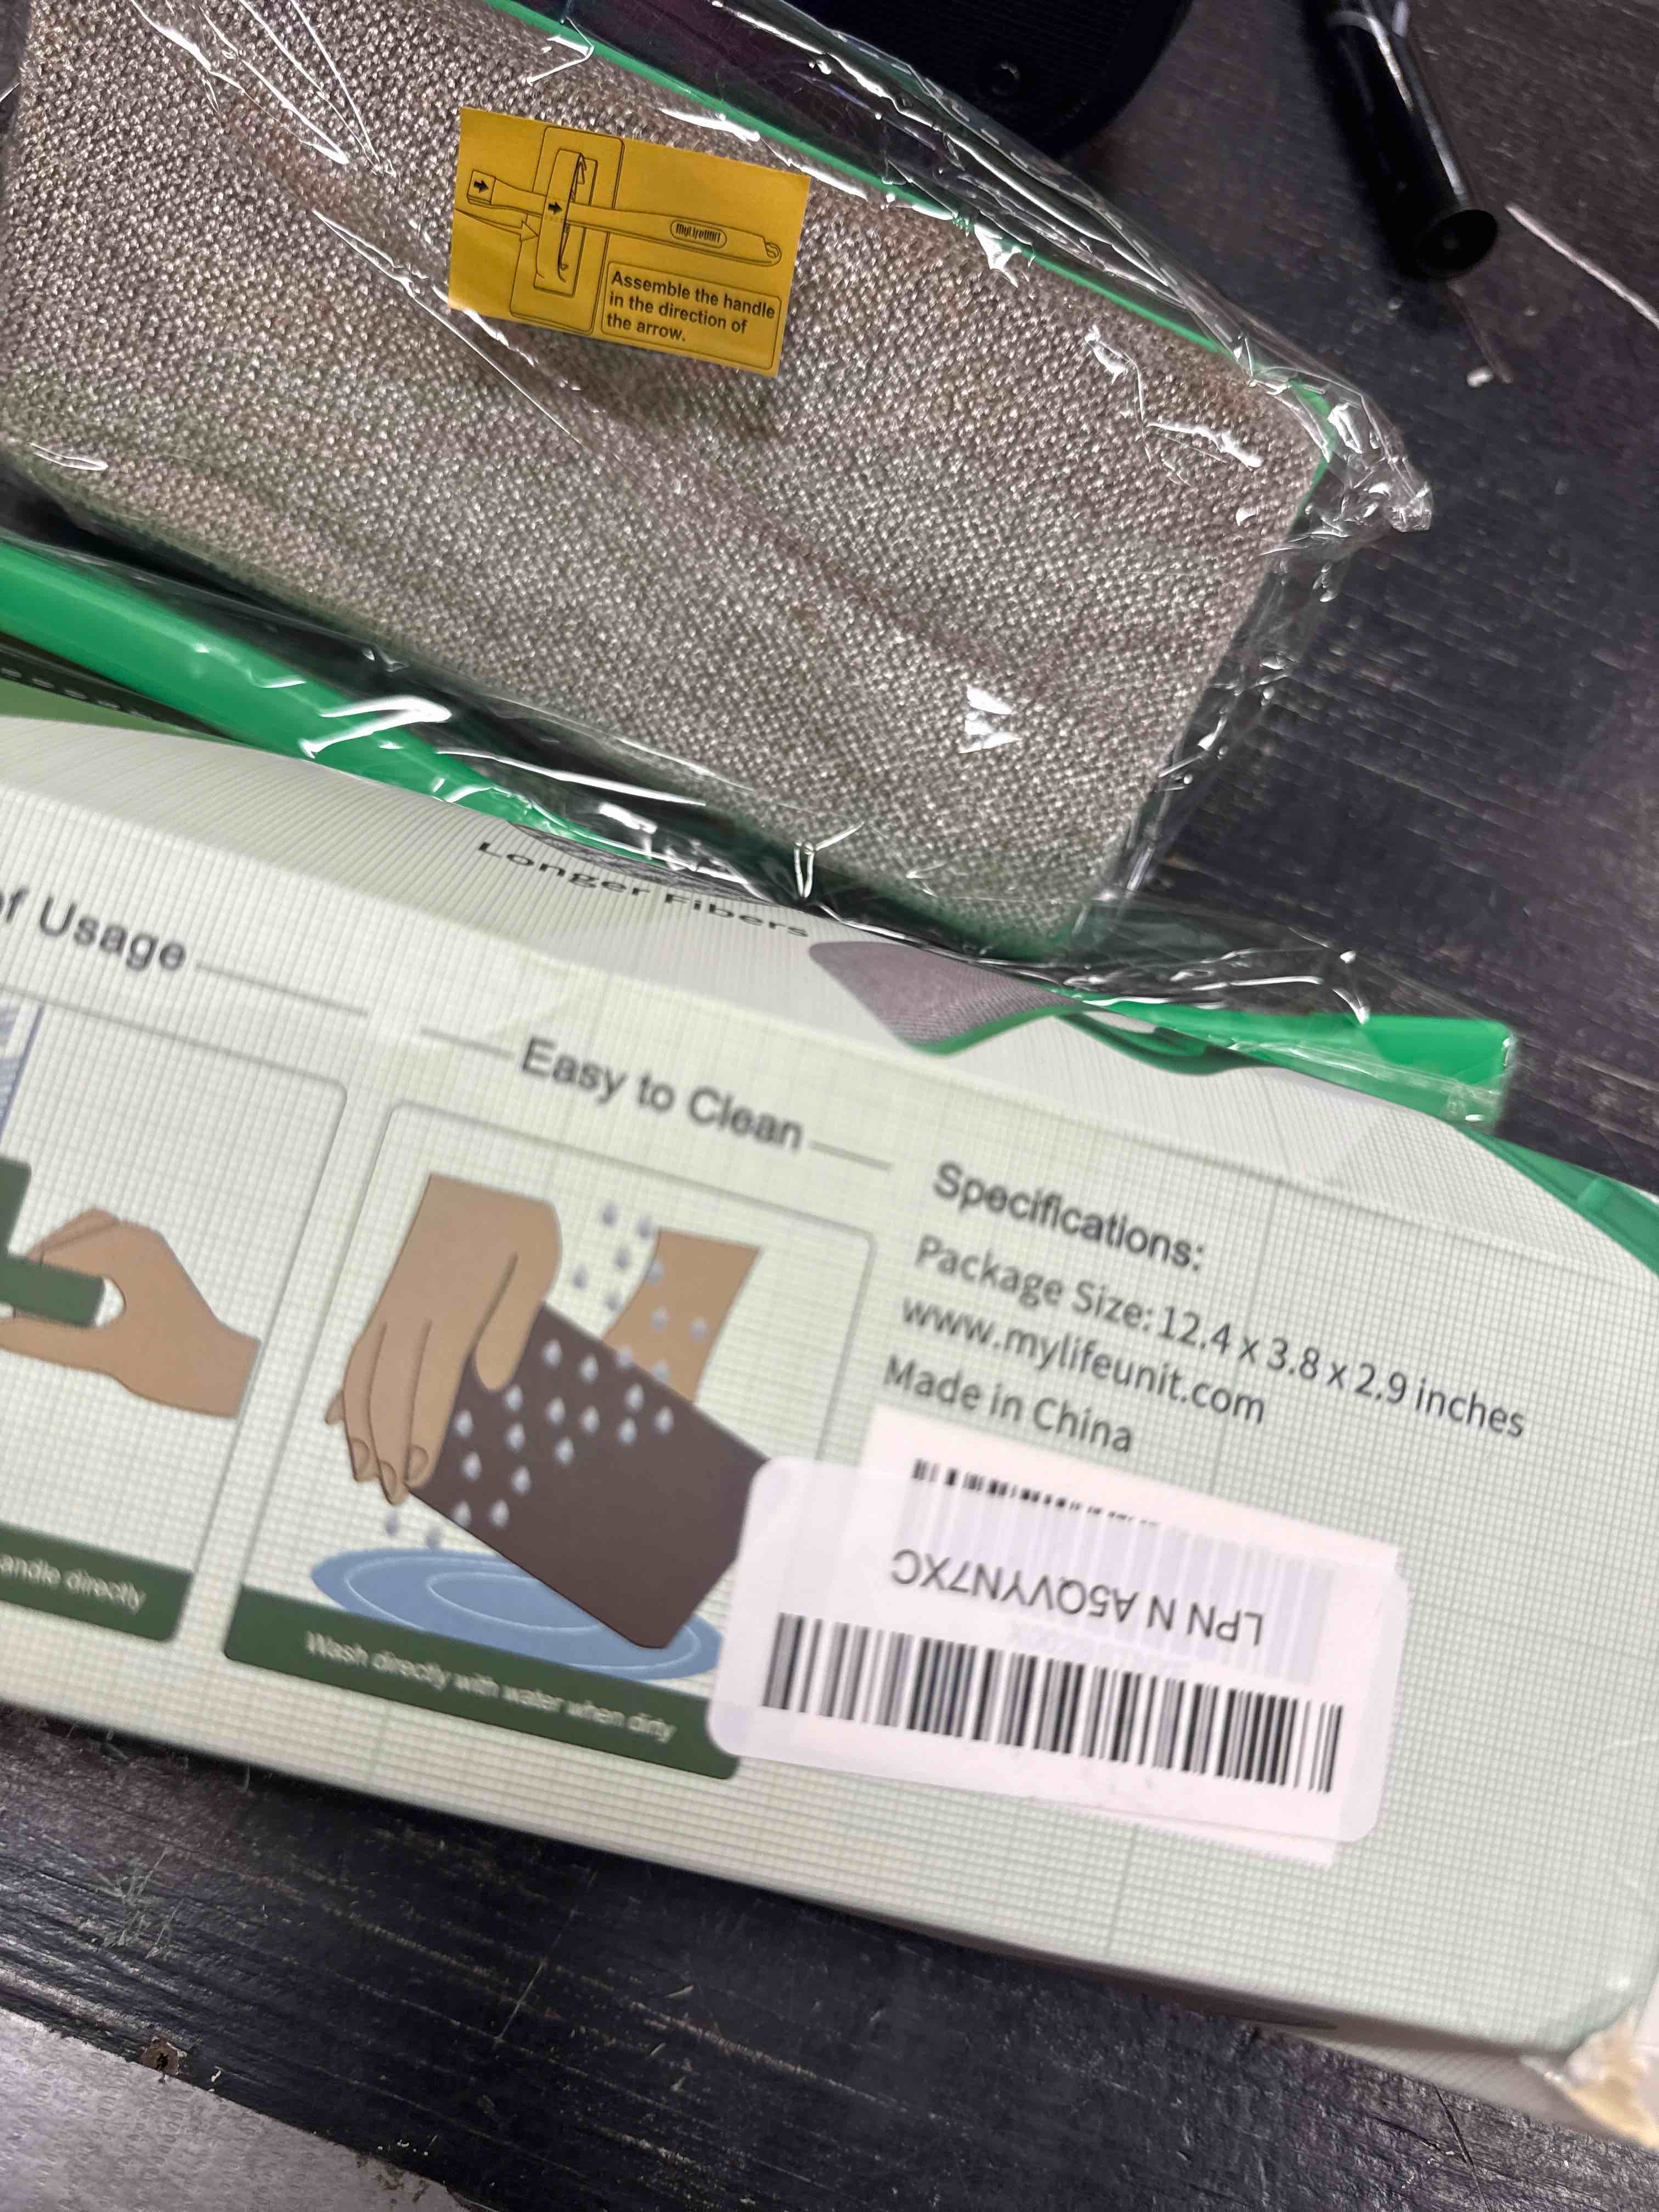 Assemble the handle
in the direction of
the arrow.
Longer Fibers
of Usage
Easy to Clean
andle directly
Wash directly with water when dirty
Specifications:
Package Size: 12.4 x 3.8 x 2.9 inches
www.mylifeunit.com
Made in China
LPN N A5QVYN7XC